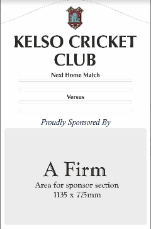 KELSO CRICKET
CLUB
Next Home Match
Versus
Proudly Sponsored By
A Firm
Area for sponsor section
1135 x 775mm